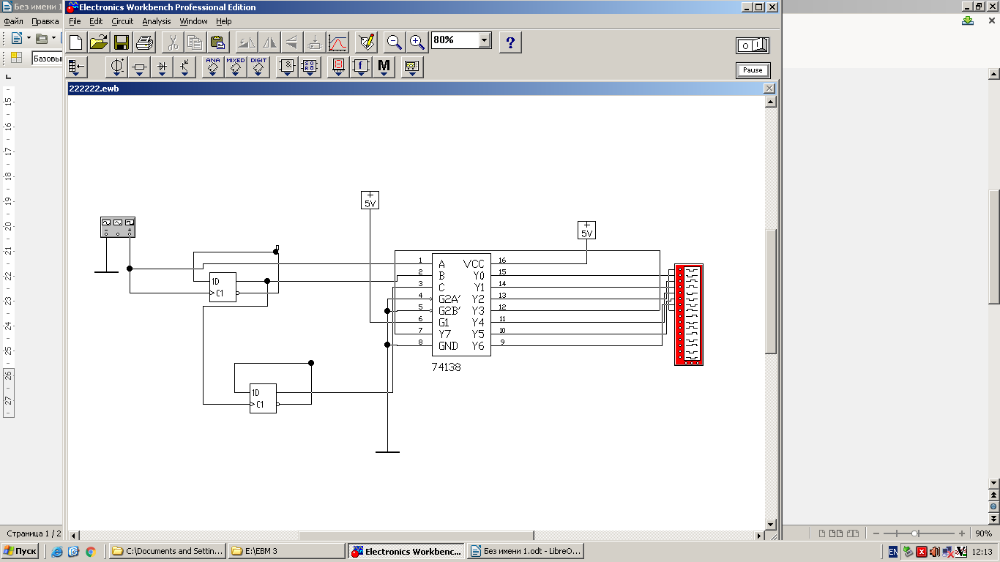 Без имени 1
Electronics Workbench Professional Edition
Файл Правка
File Edit Circuit Analysis Window Help
80%
?
Базовы
ANA MIXED DIGIT
&
f M
O I
Pause
222222.ewb
+
5V
+
5V
1D
C1
1 A VCC 16
2 B Y0 15
3 C Y1 14
4 G2A' Y2 13
5 G2B' Y3 12
6 G1 Y4 11
7 Y7 Y5 10
8 GND Y6 9
74138
1D
C1
15
16
17
18
19
20
21
22
23
24
25
26
27
Страница 1 / 2
90%
Пуск
C:\Documents and Settin...
E:\EBM 3
Electronics Workbenc...
Без имени 1.odt - LibreO...
EN
12:13